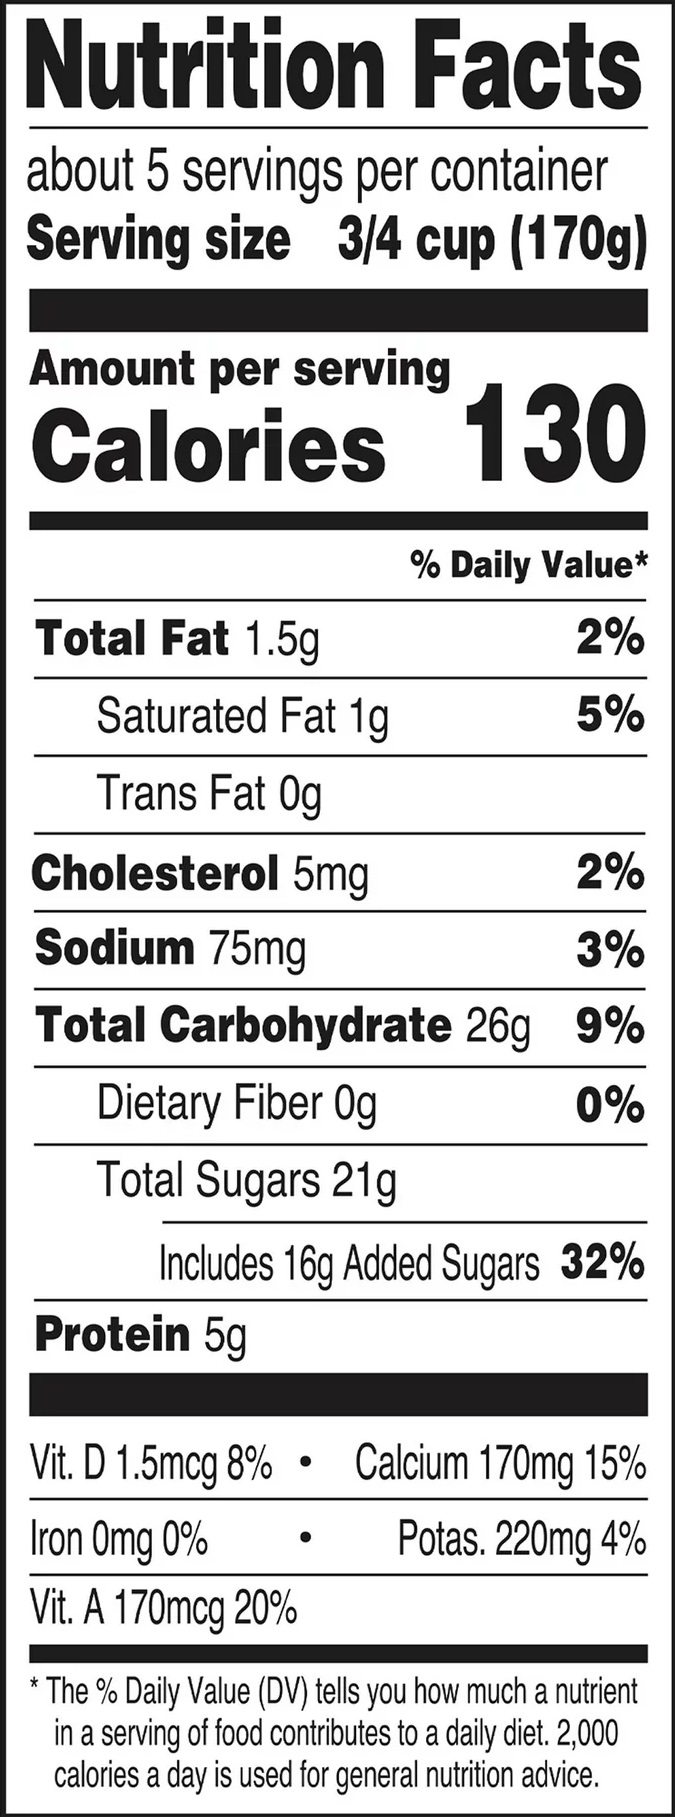 Nutrition Facts
about 5 servings per container
Serving size 3/4 cup (170g)
Amount per serving
Calories 130
% Daily Value*
Total Fat 1.5g 2%
Saturated Fat 1g 5%
Trans Fat 0g
Cholesterol 5mg 2%
Sodium 75mg 3%
Total Carbohydrate 26g 9%
Dietary Fiber 0g 0%
Total Sugars 21g
Includes 16g Added Sugars 32%
Protein 5g
Vit. D 1.5mcg 8% • Calcium 170mg 15%
Iron 0mg 0% • Potas. 220mg 4%
Vit. A 170mcg 20%
* The % Daily Value (DV) tells you how much a nutrient
in a serving of food contributes to a daily diet. 2,000
calories a day is used for general nutrition advice.